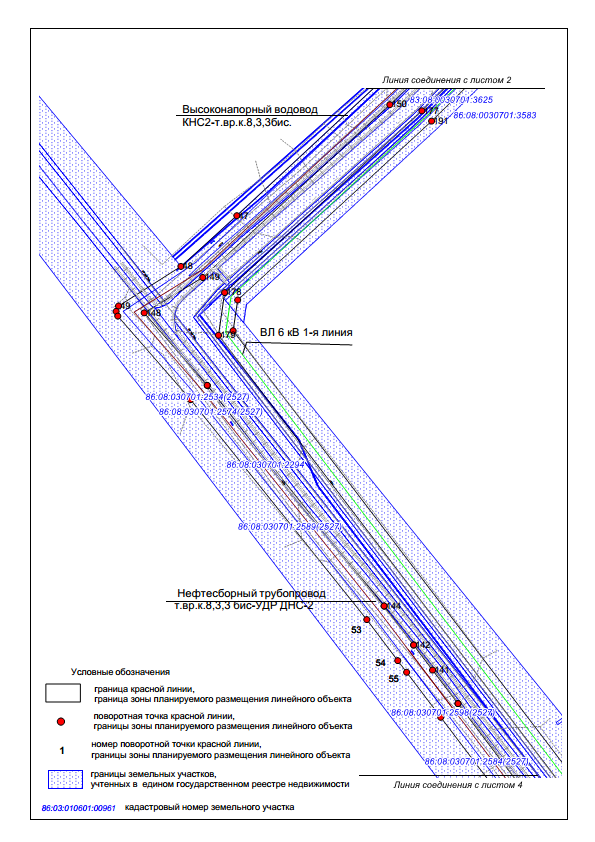 Линия соединения с листом 2
150
83:08:0030701:3625
177
86:08:0030701:3583
191
Высоконапорный водовод
КНС2-т.вр.к.8,3,3бис.
47
48
149
178
49
148
179
ВЛ 6 кВ 1-я линия
86:08:030701:2534(2527)
86:08:030701:2574(2527)
86:08:030701:2294
86:08:030701:2589(2527)
Нефтесборный трубопровод
т.вр.к.8,3,3 бис-УДР ДНС-2
144
53
142
54
141
55
86:08:030701:2598(2527)
86:08:030701:2584(2527)
Линия соединения с листом 4
Условные обозначения
граница красной линии,
граница зоны планируемого размещения линейного объекта
поворотная точка красной линии,
границы зоны планируемого размещения линейного объекта
1
номер поворотной точки красной линии,
границы зоны планируемого размещения линейного объекта
границы земельных участков,
учтенных в едином государственном реестре недвижимости
86:03:010601:00961 кадастровый номер земельного участка